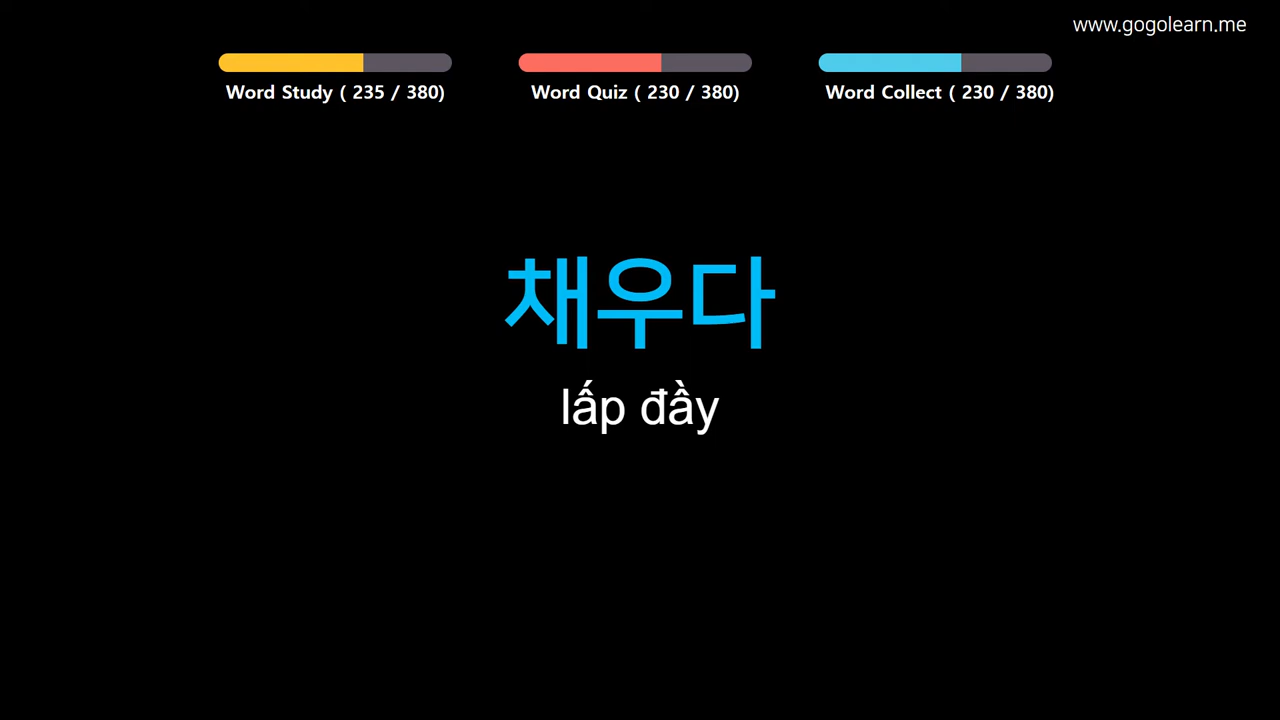 www.gogolearn.me
Word Study ( 235 / 380)
Word Quiz ( 230 / 380)
Word Collect ( 230 / 380)
채우다
lấp đầy